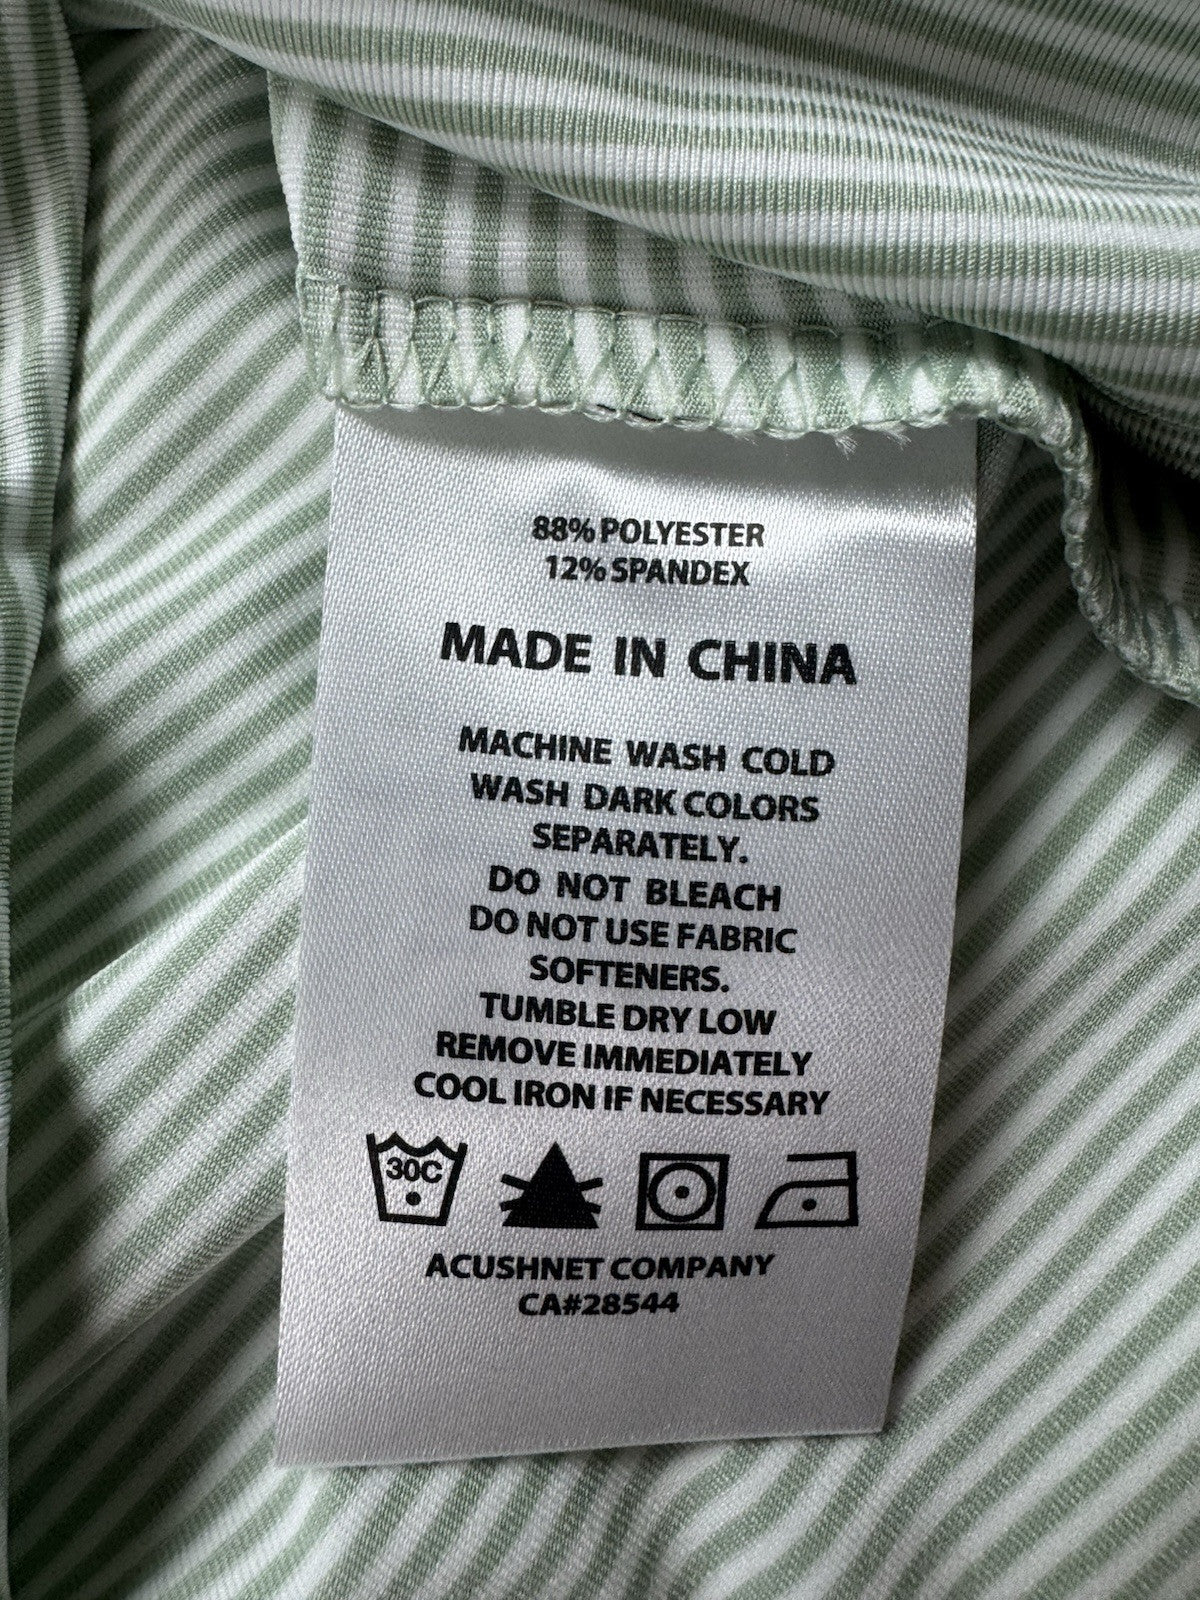 88% POLYESTER
12% SPANDEX
MADE IN CHINA
MACHINE WASH COLD
WASH DARK COLORS
SEPARATELY.
DO NOT BLEACH
DO NOT USE FABRIC
SOFTENERS.
TUMBLE DRY LOW
REMOVE IMMEDIATELY
COOL IRON IF NECESSARY
30C
ACUSHNET COMPANY
CA#28544